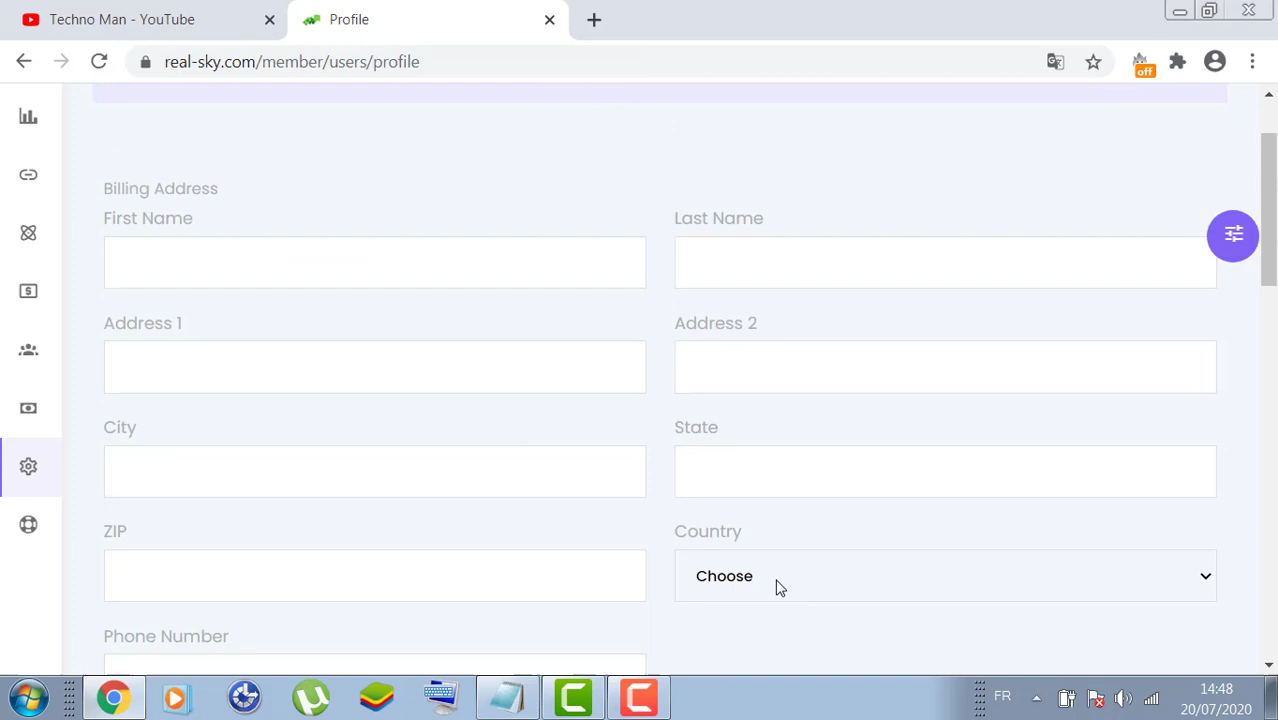 Techno Man - YouTube
Profile
real-sky.com/member/users/profile
off
Billing Address
First Name
Last Name
Address 1
Address 2
City
State
ZIP
Country
Choose
Phone Number
FR
14:48
20/07/2020